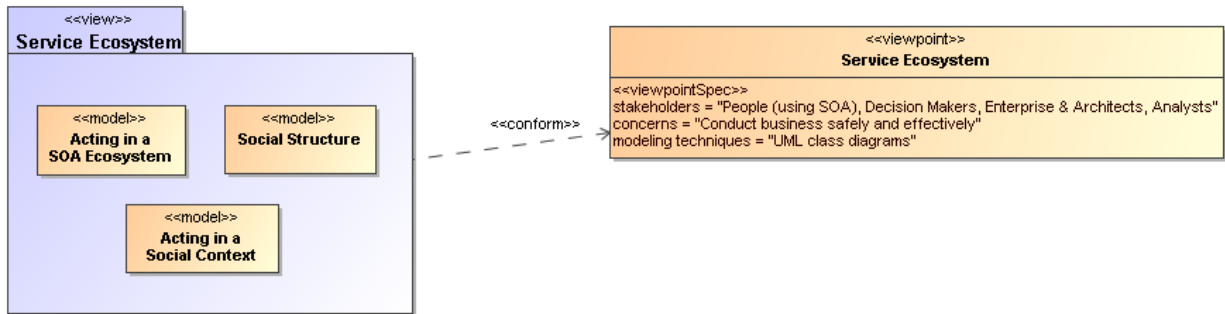 <<view>>
Service Ecosystem
<<model>>
Acting in a
SOA Ecosystem
<<model>>
Social Structure
<<model>>
Acting in a
Social Context
<<conform>>
<<viewpoint>>
Service Ecosystem
<<viewpointSpec>>
stakeholders = "People (using SOA), Decision Makers, Enterprise & Architects, Analysts"
concerns = "Conduct business safely and effectively"
modeling techniques = "UML class diagrams"